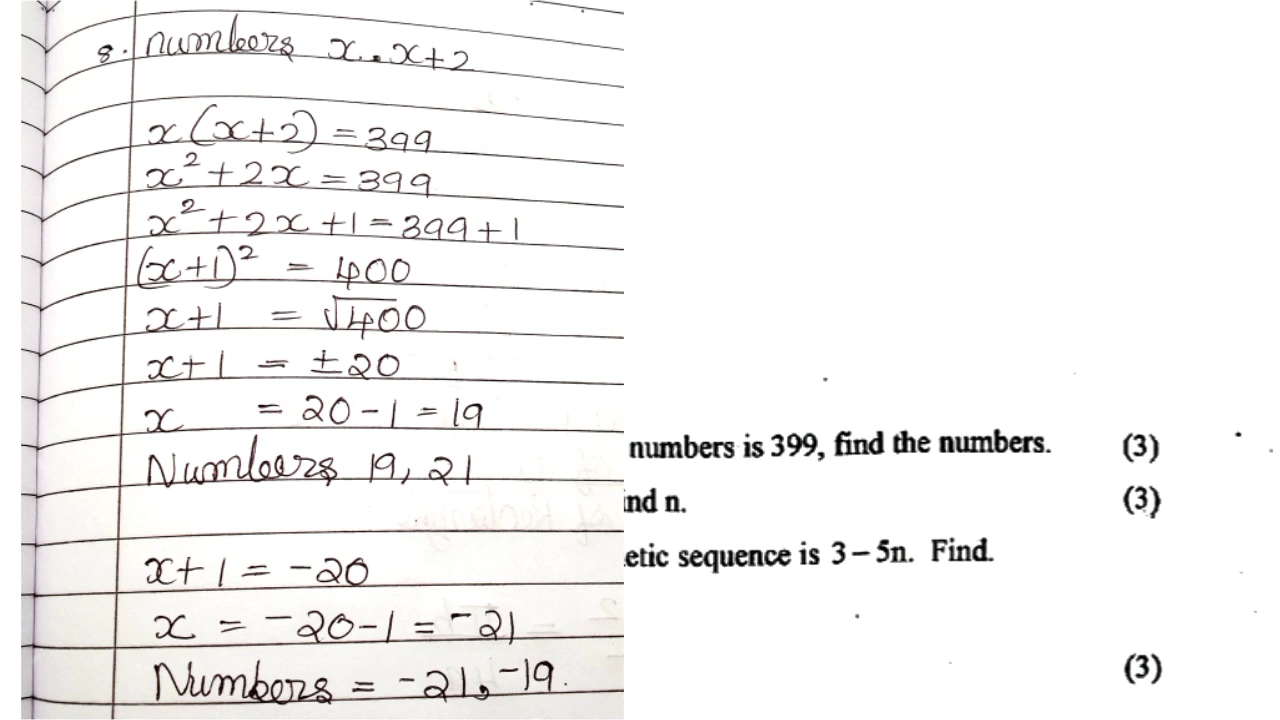 8. numbers x, x+2
x(x+2) = 399
x² + 2x = 399
x² + 2x + 1 = 399 + 1
(x+1)² = 400
x+1 = √400
x+1 = ±20
x = 20 - 1 = 19
Numbers 19, 21
x+1 = -20
x = -20-1 = -21
Numbers = -21, -19.
numbers is 399, find the numbers. (3)
ind n. (3)
etic sequence is 3 – 5n. Find.
(3)